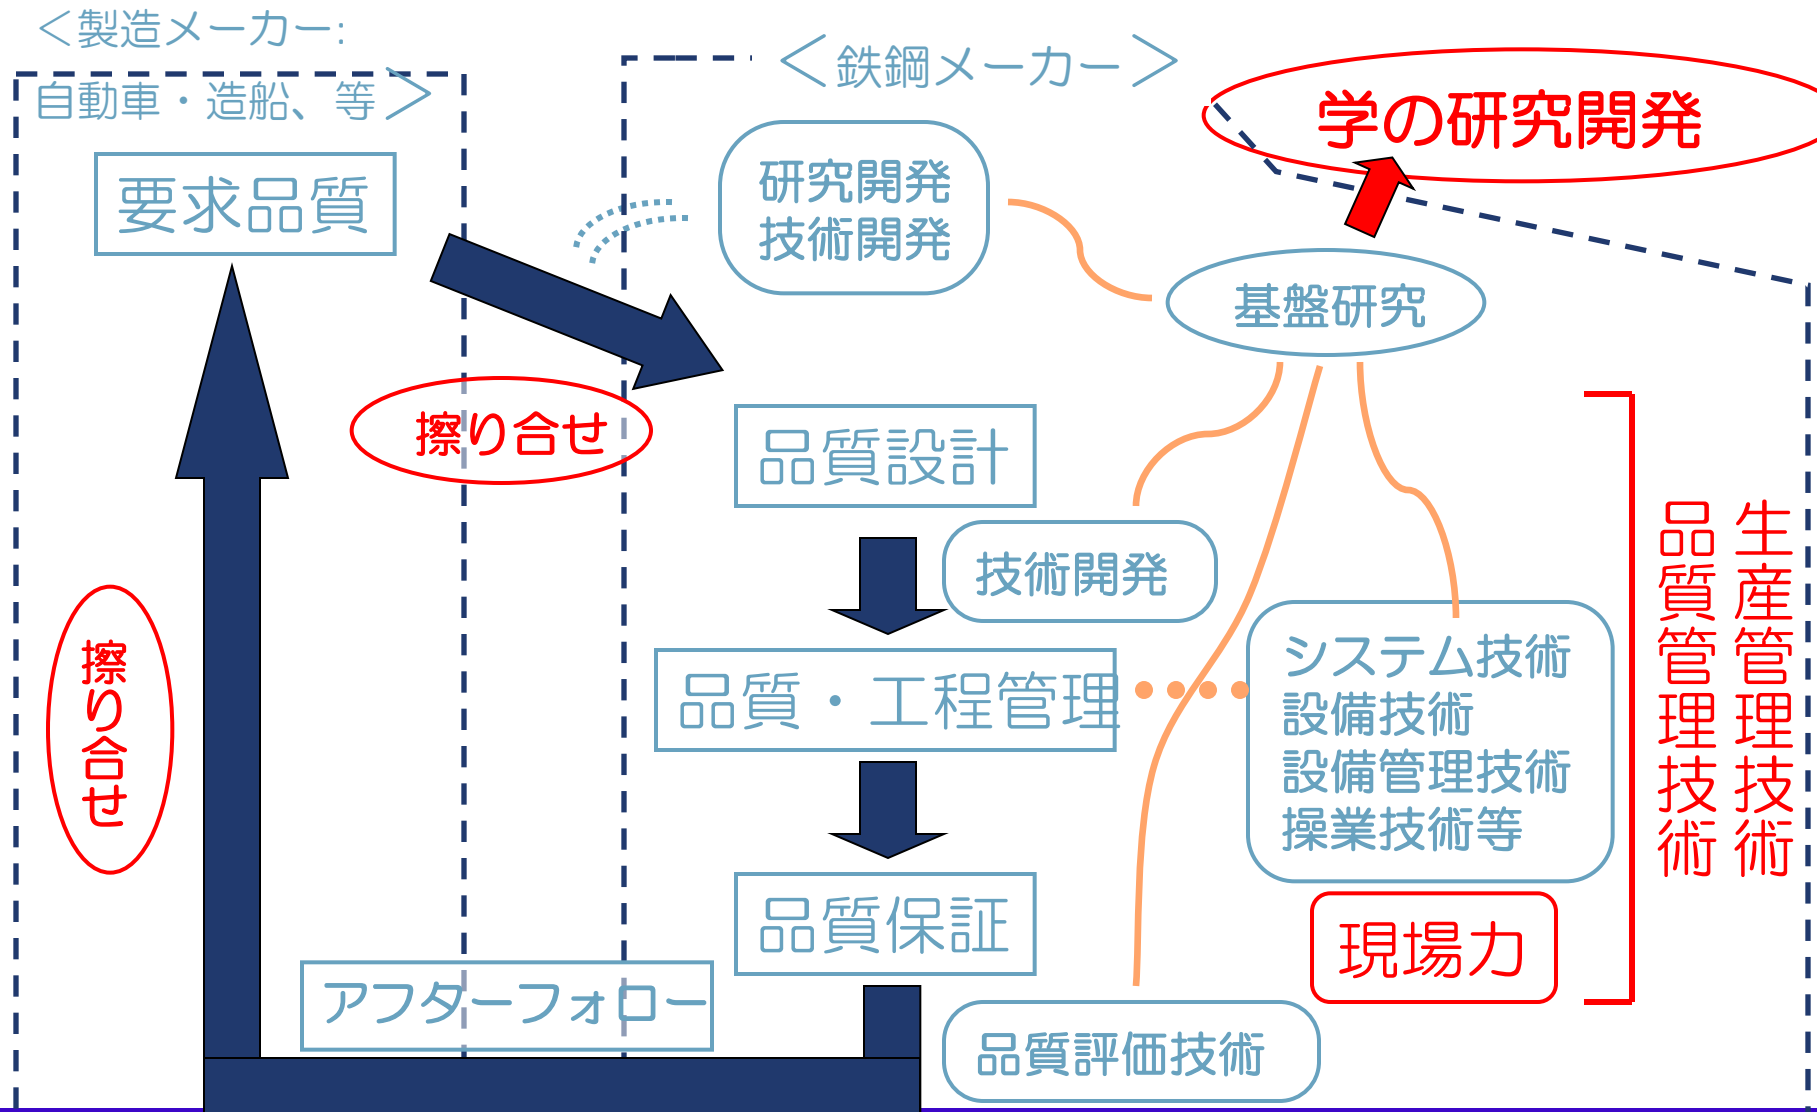 ＜製造メーカー:
自動車・造船、等＞
＜鉄鋼メーカー＞
学の研究開発
要求品質
研究開発
技術開発
基盤研究
擦り合せ
品質設計
技術開発
擦り合せ
品質・工程管理
システム技術
設備技術
設備管理技術
操業技術等
生産管理技術
品質管理技術
品質保証
現場力
アフターフォロー
品質評価技術